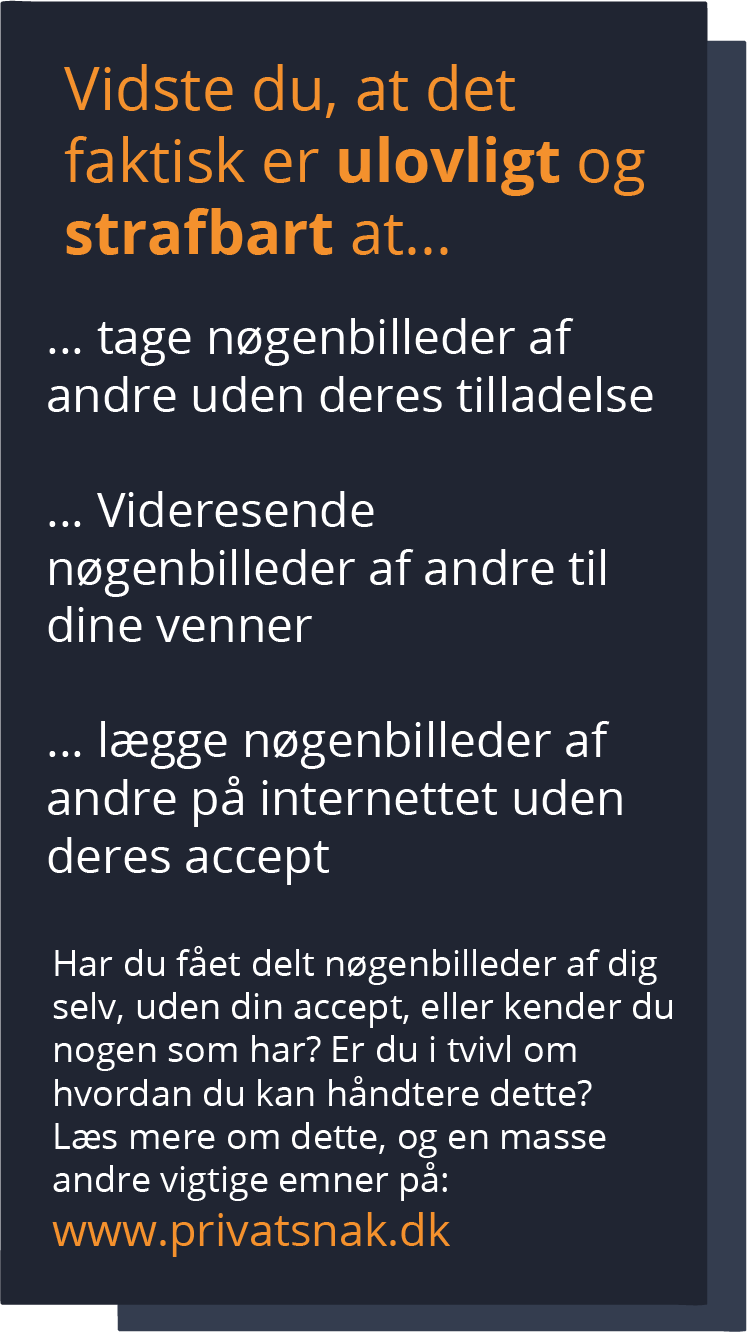 Vidste du, at det
faktisk er ulovligt og
strafbart at...
... tage nøgenbilleder af
andre uden deres tilladelse
... Videresende
nøgenbilleder af andre til
dine venner
... lægge nøgenbilleder af
andre på internettet uden
deres accept
Har du fået delt nøgenbilleder af dig
selv, uden din accept, eller kender du
nogen som har? Er du i tvivl om
hvordan du kan håndtere dette?
Læs mere om dette, og en masse
andre vigtige emner på:
www.privatsnak.dk